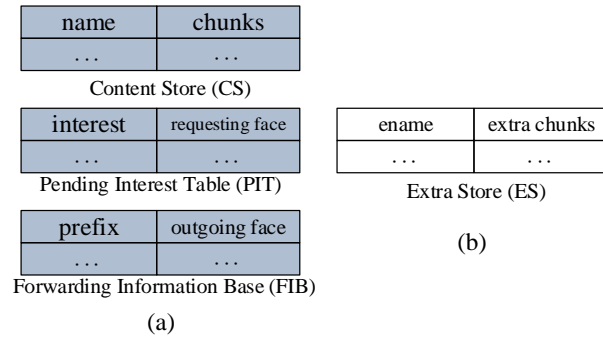 name chunks
... ...
Content Store (CS)
interest requesting face
... ...
Pending Interest Table (PIT)
prefix outgoing face
... ...
Forwarding Information Base (FIB)
(a)
ename extra chunks
... ...
Extra Store (ES)
(b)